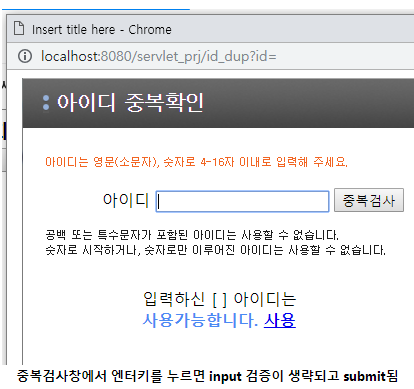 Insert title here - Chrome
localhost:8080/servlet_prj/id_dup?id=
아이디 중복확인
아이디는 영문(소문자), 숫자로 4-16자 이내로 입력해 주세요.
아이디 중복검사
공백 또는 특수문자가 포함된 아이디는 사용할 수 없습니다.
숫자로 시작하거나, 숫자로만 이루어진 아이디는 사용할 수 없습니다.
입력하신 [ ] 아이디는
사용가능합니다. 사용
중복검사창에서 엔터키를 누르면 input 검증이 생략되고 submit됨